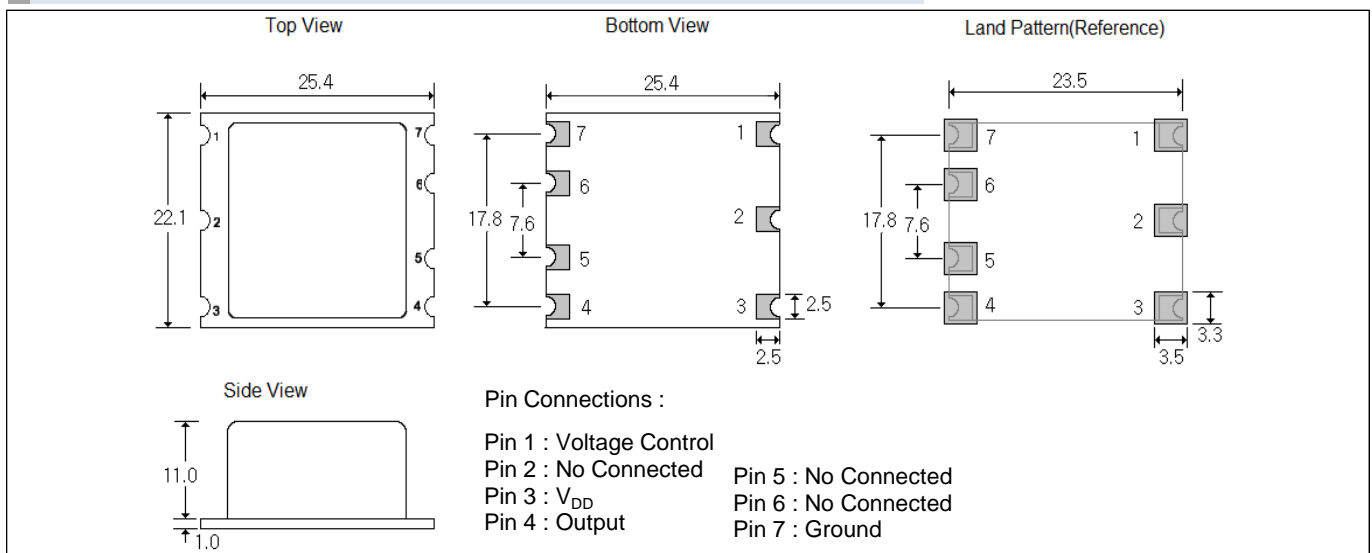 Top View
25.4
22.1
1
2
3
7
6
5
4
Bottom View
25.4
17.8
7.6
7
6
5
4
1
2
3
2.5
2.5
Land Pattern(Reference)
23.5
17.8
7.6
7
6
5
4
1
2
3
3.3
3.5
Side View
11.0
1.0
Pin Connections :
Pin 1 : Voltage Control
Pin 2 : No Connected
Pin 3 : VDD
Pin 4 : Output
Pin 5 : No Connected
Pin 6 : No Connected
Pin 7 : Ground